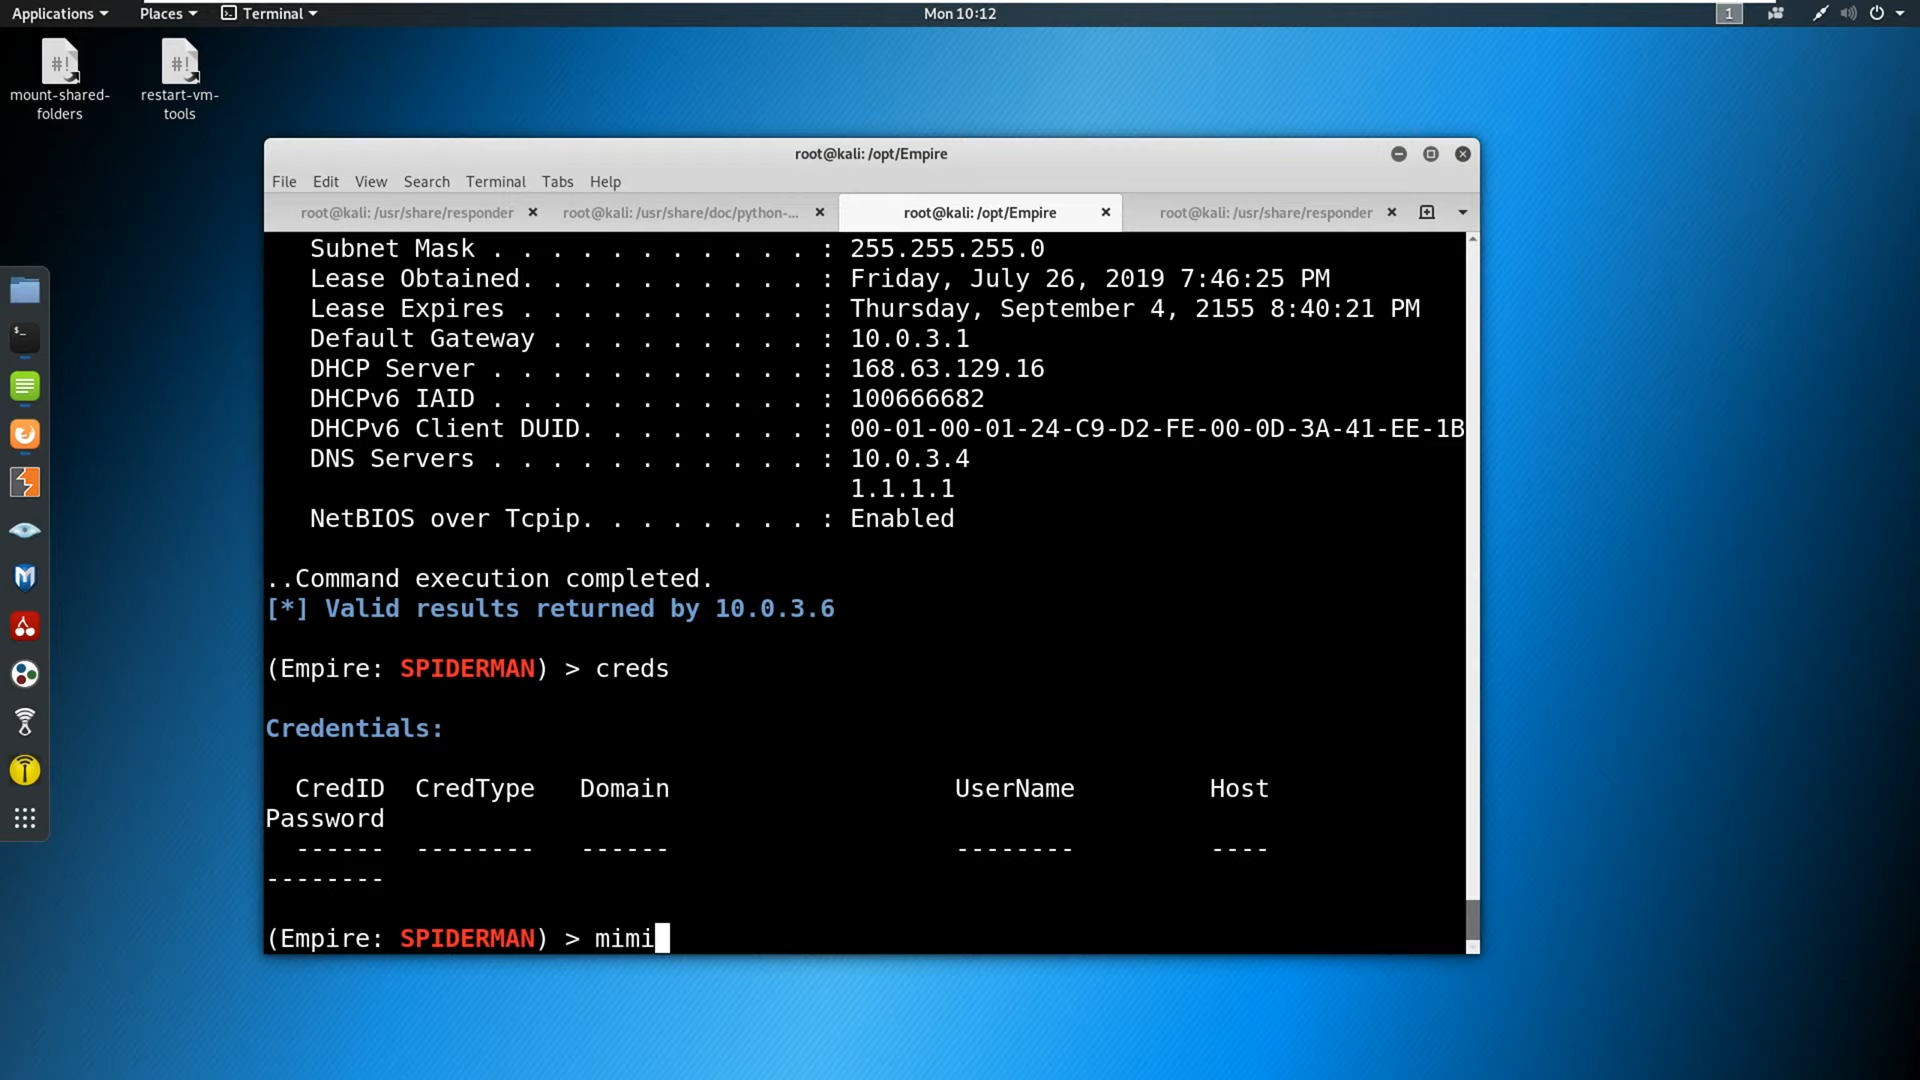 Applications
Places
Terminal
Mon 10:12
1
mount-shared-
folders
restart-vm-
tools
root@kali: /opt/Empire
File Edit View Search Terminal Tabs Help
root@kali: /usr/share/responder
root@kali: /usr/share/doc/python-...
root@kali: /opt/Empire
root@kali: /usr/share/responder
Subnet Mask . . . . . . . . . . . : 255.255.255.0
Lease Obtained. . . . . . . . . . : Friday, July 26, 2019 7:46:25 PM
Lease Expires . . . . . . . . . . : Thursday, September 4, 2155 8:40:21 PM
Default Gateway . . . . . . . . . : 10.0.3.1
DHCP Server . . . . . . . . . . . : 168.63.129.16
DHCPv6 IAID . . . . . . . . . . . : 100666682
DHCPv6 Client DUID. . . . . . . . : 00-01-00-01-24-C9-D2-FE-00-0D-3A-41-EE-1B
DNS Servers . . . . . . . . . . . : 10.0.3.4
1.1.1.1
NetBIOS over Tcpip. . . . . . . . : Enabled
..Command execution completed.
[*] Valid results returned by 10.0.3.6
(Empire: SPIDERMAN) > creds
Credentials:
CredID CredType Domain UserName Host
Password
------ -------- ------ -------- ----
--------
(Empire: SPIDERMAN) > mimi